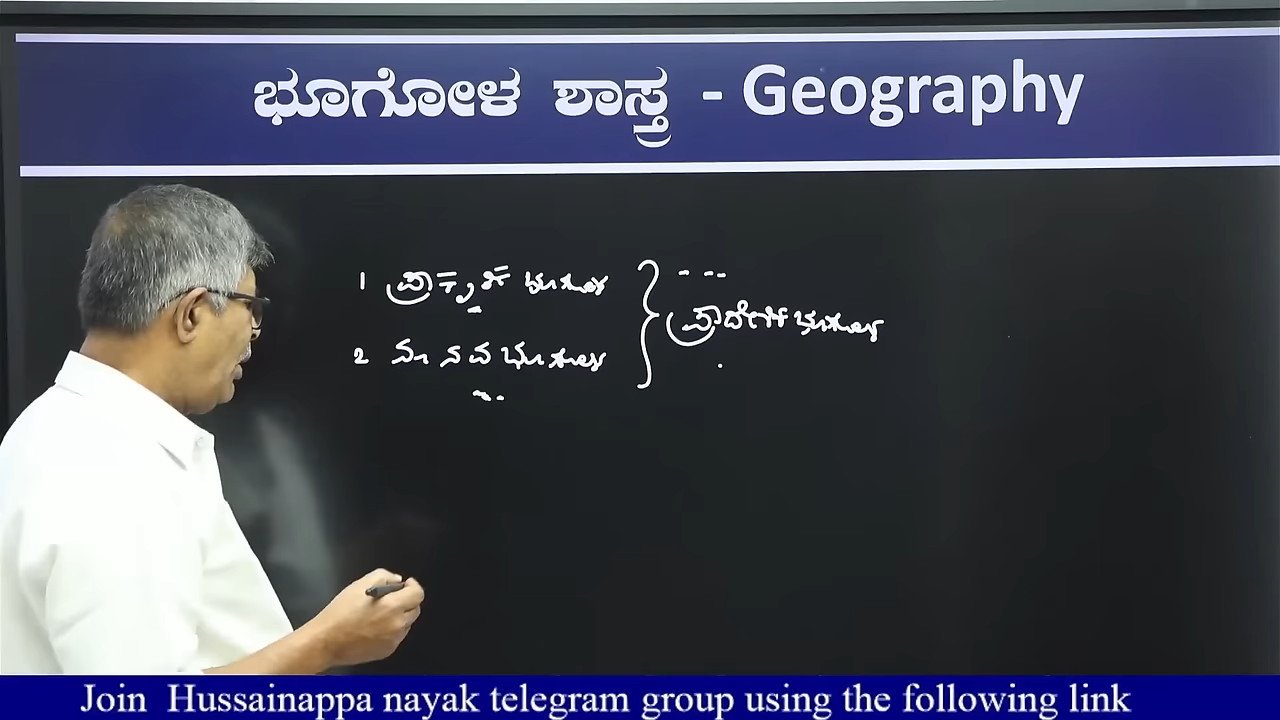 ಭೂಗೋಳ ಶಾಸ್ತ್ರ - Geography
1 ಪ್ರಾಕೃತಿಕ ಭೂಗೋಳ
2 ಮಾನವ ಭೂಗೋಳ
ಪ್ರಾದೇಶಿಕ ಭೂಗೋಳ
Join Hussainappa nayak telegram group using the following link